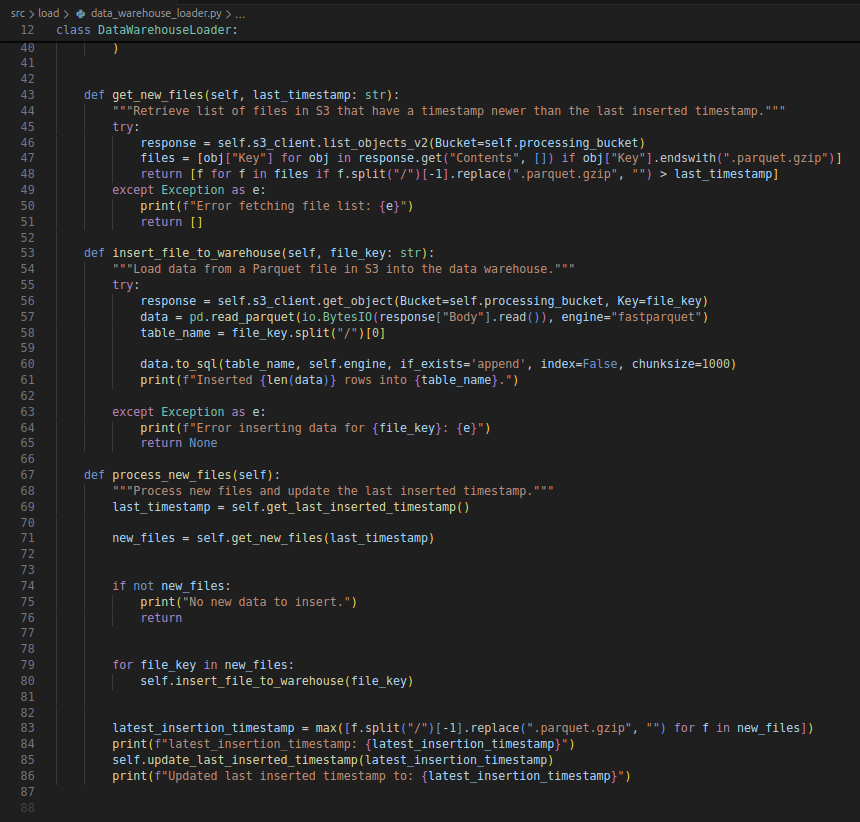 src > load > data_warehouse_loader.py > ...
12 class DataWarehouseLoader:
40         )
41
42
43     def get_new_files(self, last_timestamp: str):
44         """Retrieve list of files in S3 that have a timestamp newer than the last inserted timestamp."""
45         try:
46             response = self.s3_client.list_objects_v2(Bucket=self.processing_bucket)
47             files = [obj["Key"] for obj in response.get("Contents", []) if obj["Key"].endswith(".parquet.gzip")]
48             return [f for f in files if f.split("/")[-1].replace(".parquet.gzip", "") > last_timestamp]
49         except Exception as e:
50             print(f"Error fetching file list: {e}")
51             return []
52
53     def insert_file_to_warehouse(self, file_key: str):
54         """Load data from a Parquet file in S3 into the data warehouse."""
55         try:
56             response = self.s3_client.get_object(Bucket=self.processing_bucket, Key=file_key)
57             data = pd.read_parquet(io.BytesIO(response["Body"].read()), engine="fastparquet")
58             table_name = file_key.split("/")[0]
59
60             data.to_sql(table_name, self.engine, if_exists='append', index=False, chunksize=1000)
61             print(f"Inserted {len(data)} rows into {table_name}.")
62
63         except Exception as e:
64             print(f"Error inserting data for {file_key}: {e}")
65             return None
66
67     def process_new_files(self):
68         """Process new files and update the last inserted timestamp."""
69         last_timestamp = self.get_last_inserted_timestamp()
70
71         new_files = self.get_new_files(last_timestamp)
72
73
74         if not new_files:
75             print("No new data to insert.")
76             return
77
78
79         for file_key in new_files:
80             self.insert_file_to_warehouse(file_key)
81
82
83         latest_insertion_timestamp = max([f.split("/")[-1].replace(".parquet.gzip", "") for f in new_files])
84         print(f"latest_insertion_timestamp: {latest_insertion_timestamp}")
85         self.update_last_inserted_timestamp(latest_insertion_timestamp)
86         print(f"Updated last inserted timestamp to: {latest_insertion_timestamp}")
87
88